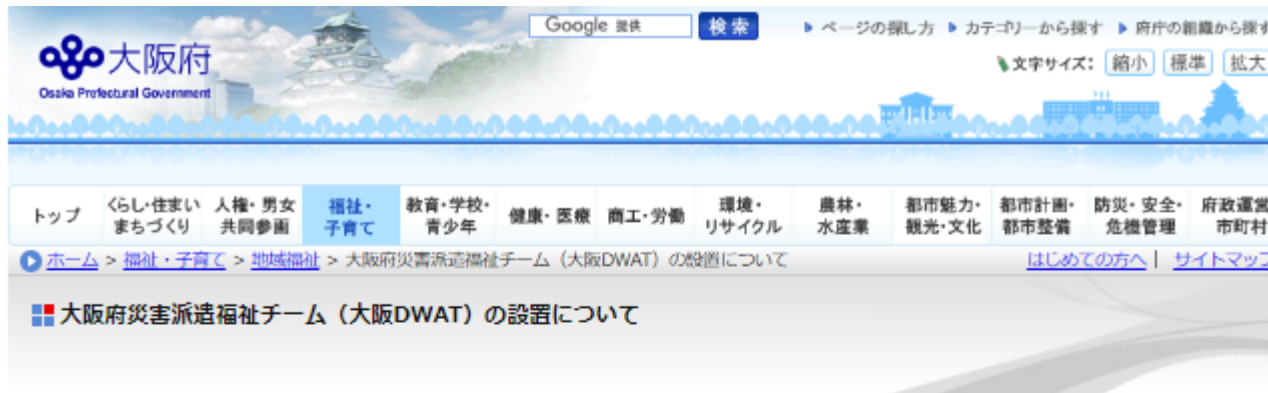 Google 提供
検索
ページの探し方
カテゴリーから探す
府庁の組織から探す
大阪府
Osaka Prefectural Government
文字サイズ: 縮小 標準 拡大
トップ
くらし・住まい
まちづくり
人権・男女
共同参画
福祉・
子育て
教育・学校・
青少年
健康・医療
商工・労働
環境・
リサイクル
農林・
水産業
都市魅力・
観光・文化
都市計画・
都市整備
防災・安全・
危機管理
府政運営
市町村
ホーム > 福祉・子育て > 地域福祉 > 大阪府災害派遣福祉チーム（大阪DWAT）の設置について
はじめての方へ | サイトマップ
大阪府災害派遣福祉チーム（大阪DWAT）の設置について